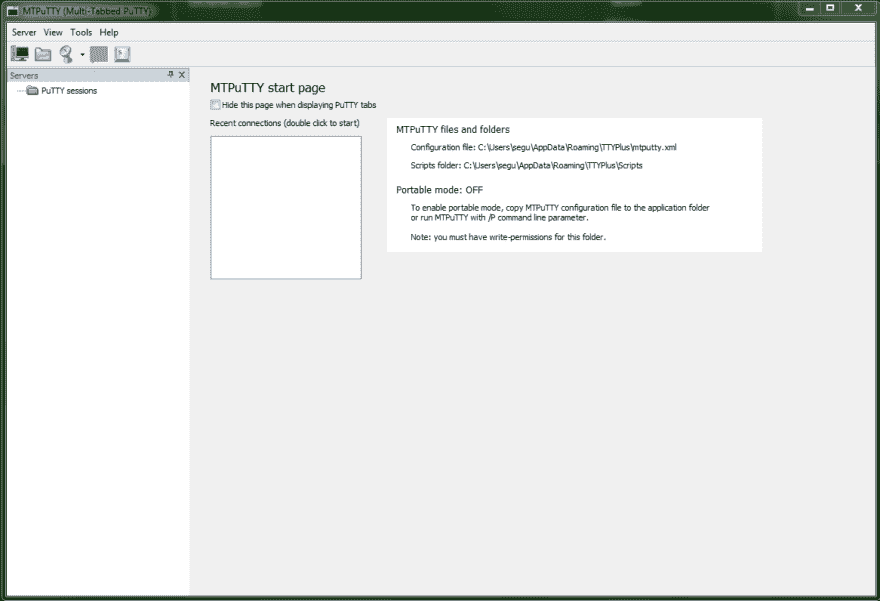 MTPuTTY (Multi-Tabbed PuTTY)
Server View Tools Help
Servers
PuTTY sessions
MTPuTTY start page
Hide this page when displaying PuTTY tabs
Recent connections (double click to start)
MTPuTTY files and folders
Configuration file: C:\Users\segu\AppData\Roaming\TTYPlus\mtputty.xml
Scripts folder: C:\Users\segu\AppData\Roaming\TTYPlus\Scripts
Portable mode: OFF
To enable portable mode, copy MTPuTTY configuration file to the application folder
or run MTPuTTY with /P command line parameter.
Note: you must have write-permissions for this folder.